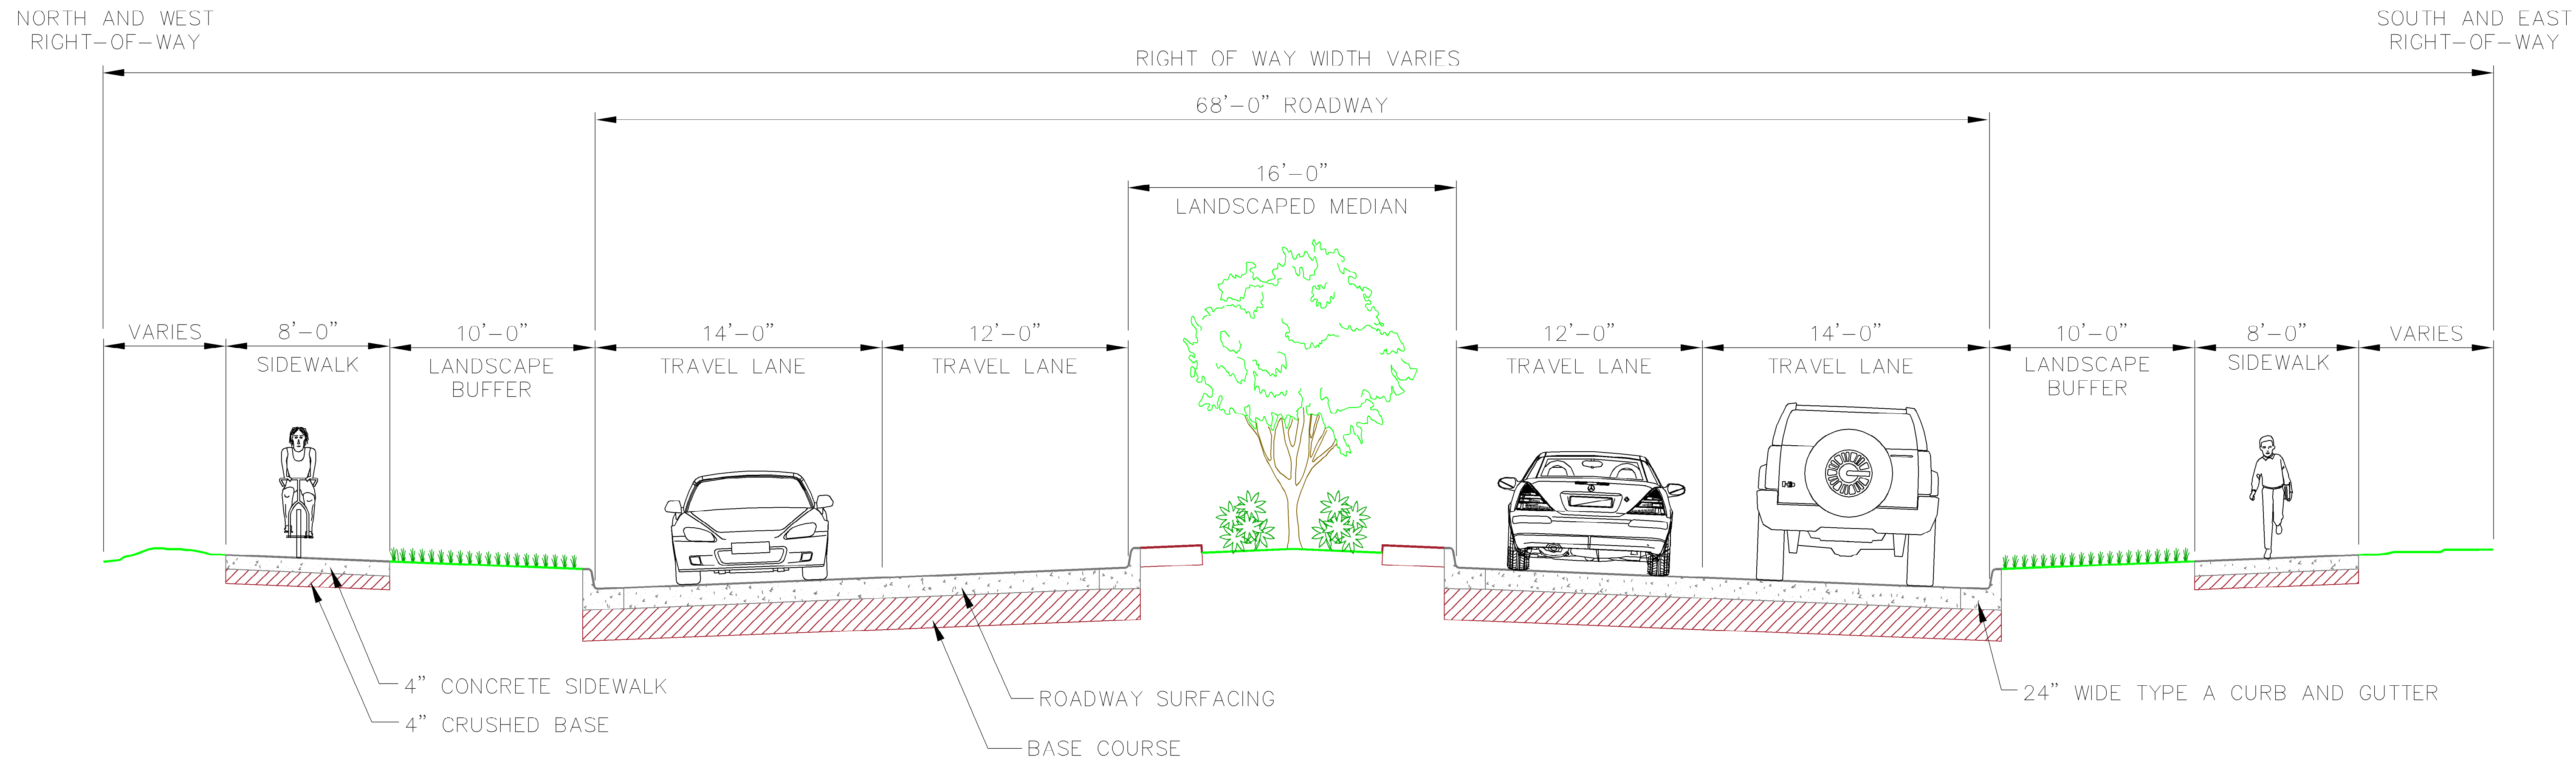 NORTH AND WEST
RIGHT-OF-WAY
SOUTH AND EAST
RIGHT-OF-WAY
RIGHT OF WAY WIDTH VARIES
68'-0" ROADWAY
16'-0"
LANDSCAPED MEDIAN
VARIES
8'-0"
SIDEWALK
10'-0"
LANDSCAPE
BUFFER
14'-0"
TRAVEL LANE
12'-0"
TRAVEL LANE
12'-0"
TRAVEL LANE
14'-0"
TRAVEL LANE
10'-0"
LANDSCAPE
BUFFER
8'-0"
SIDEWALK
VARIES
4" CONCRETE SIDEWALK
4" CRUSHED BASE
ROADWAY SURFACING
BASE COURSE
24" WIDE TYPE A CURB AND GUTTER